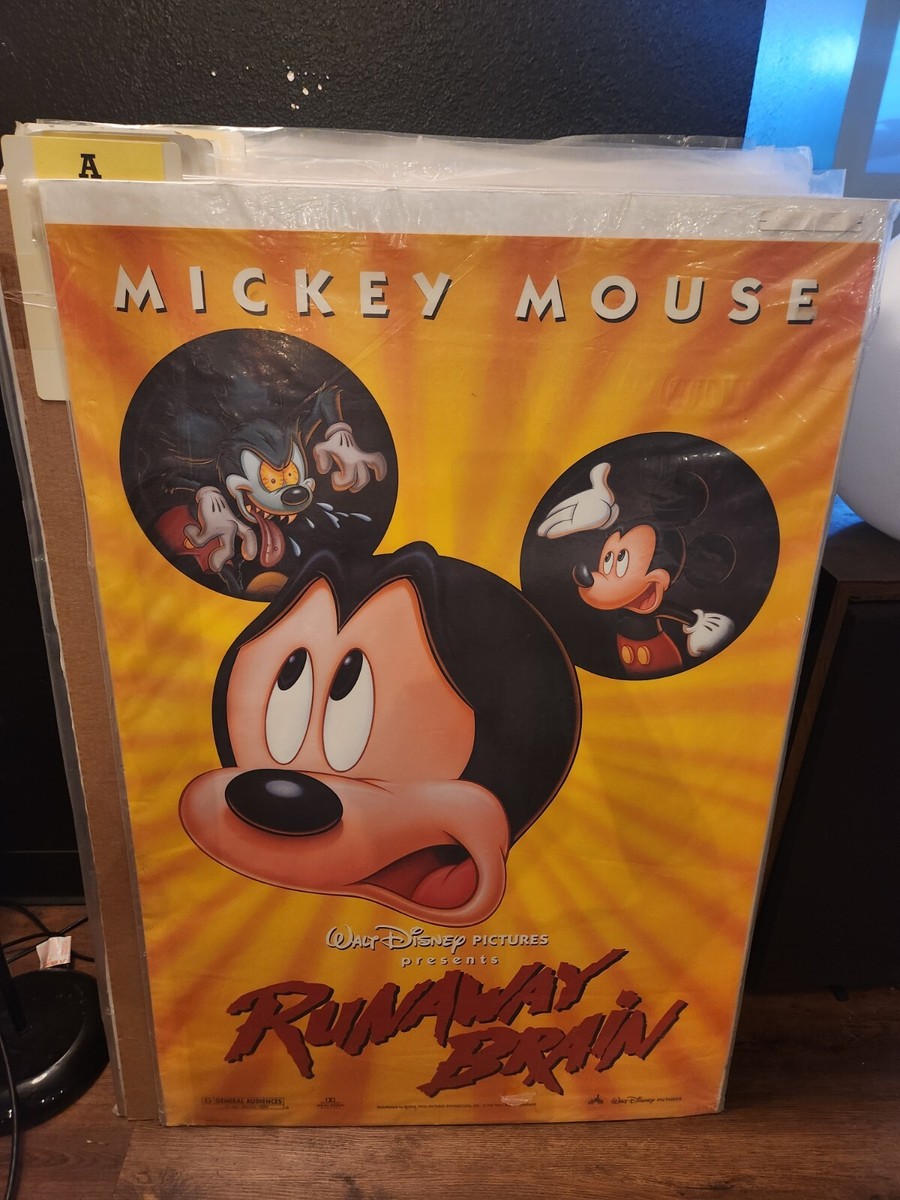 A
MICKEY MOUSE
WALT DISNEY PICTURES
presents
RUNAWAY
BRAIN
G GENERAL AUDIENCES
WALT DISNEY PICTURES